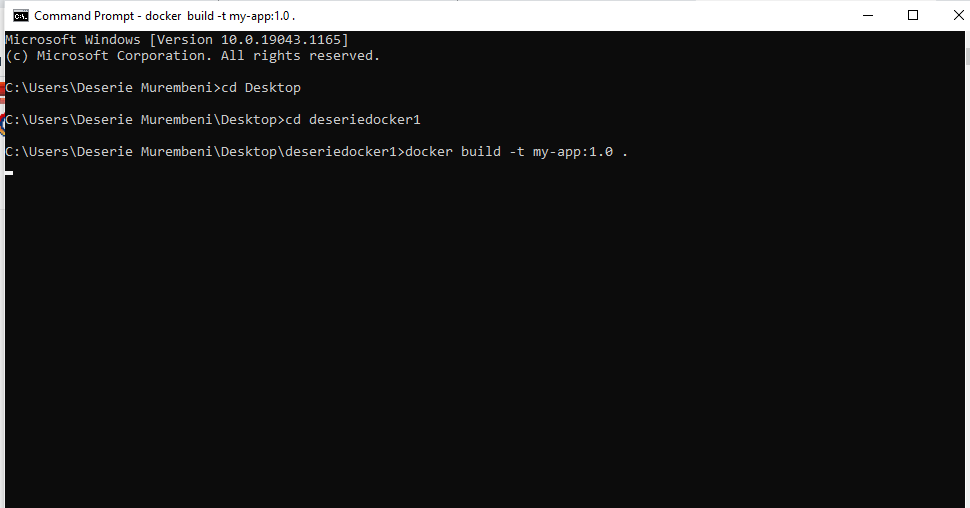 Command Prompt - docker  build -t my-app:1.0 .
Microsoft Windows [Version 10.0.19043.1165]
(c) Microsoft Corporation. All rights reserved.
C:\Users\Deserie Murembeni>cd Desktop
C:\Users\Deserie Murembeni\Desktop>cd deseriedocker1
C:\Users\Deserie Murembeni\Desktop\deseriedocker1>docker build -t my-app:1.0 .